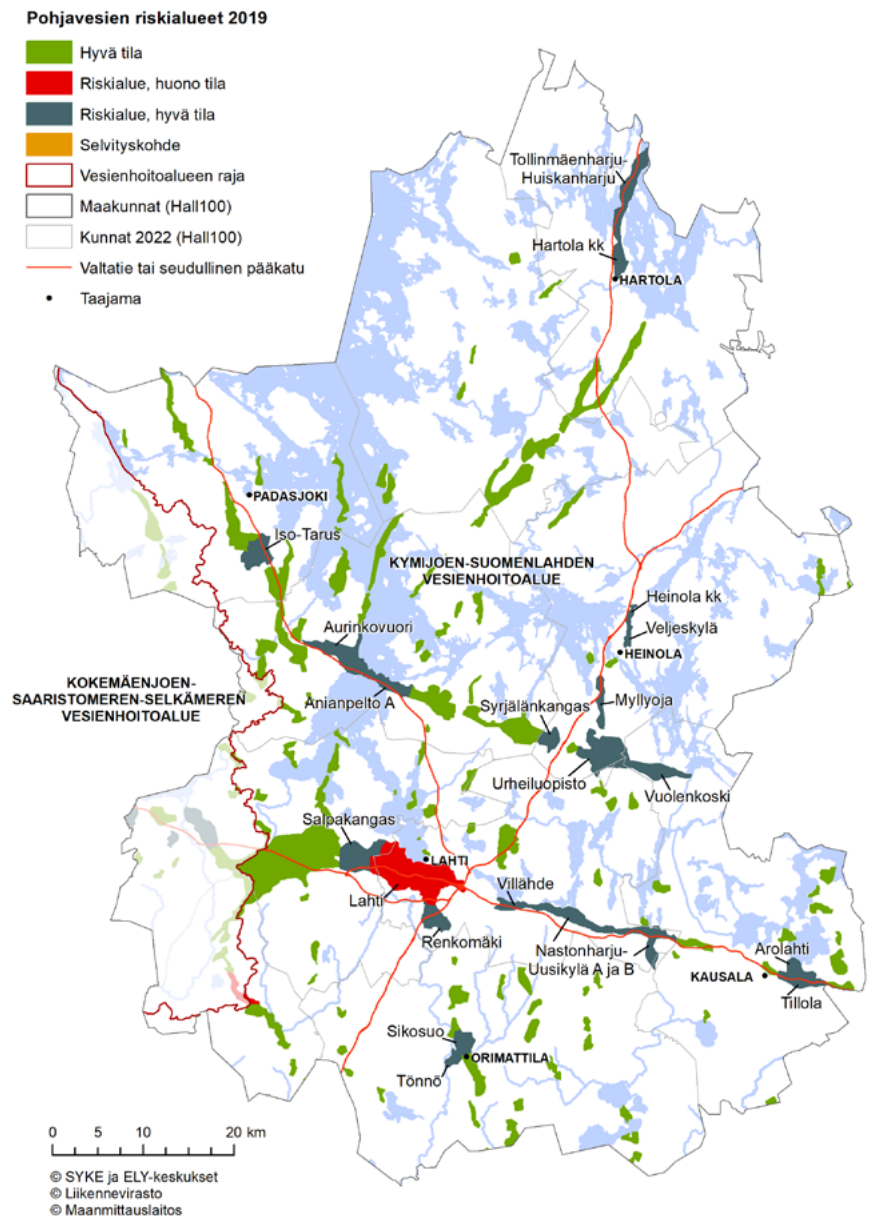 Pohjavesien riskialueet 2019
Hyvä tila
Riskialue, huono tila
Riskialue, hyvä tila
Selvityskohde
Vesienhoitoalueen raja
Maakunnat (Hall100)
Kunnat 2022 (Hall100)
Valtatie tai seudullinen pääkatu
Taajama
Tollinmäenharju-
Huiskanharju
Hartola kk
HARTOLA
PADASJOKI
Iso-Tarus
KYMIJOEN-SUOMENLAHDEN
VESIENHOITOALUE
Heinola kk
Veljeskylä
HEINOLA
Aurinkovuori
KOKEMÄENJOEN-
SAARISTOMEREN-SELKÄMEREN
VESIENHOITOALUE
Anianpelto A
Syrjälänkangas
Myllyoja
Urheiluopisto
Vuolenkoski
Salpakangas
LAHTI
Lahti
Villähde
Renkomäki
Nastonharju-
Uusikylä A ja B
Arolahti
KAUSALA
Tillola
Sikosuo
ORIMATTILA
Tönnö
0 5 10 20 km
© SYKE ja ELY-keskukset
© Liikennevirasto
© Maanmittauslaitos